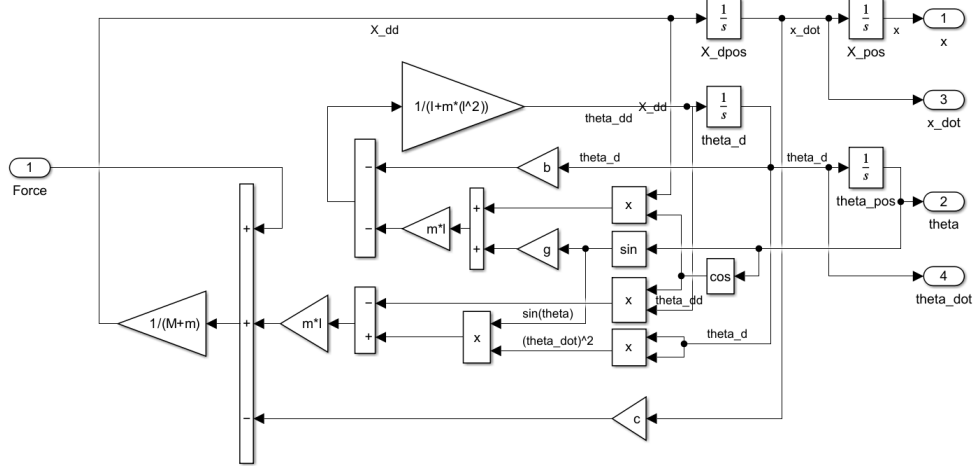 X_dd
1
s
X_dpos
x_dot
1
s
X_pos
x
1
x
1/(I+m*(l^2))
X_dd
theta_dd
1
s
theta_d
3
x_dot
1
Force
−
b
theta_d
theta_d
1
s
theta_pos
2
theta
+
−
m*l
+
x
+
g
sin
cos
4
theta_dot
1/(M+m)
+
m*l
−
+
sin(theta)
x
theta_dd
x
(theta_dot)^2
x
theta_d
−
c